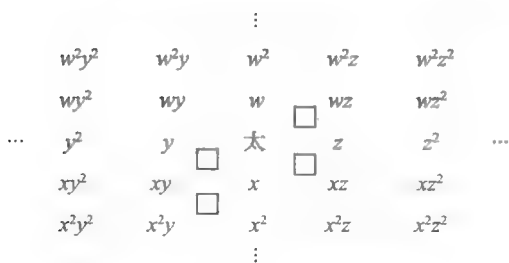 ⋮
w²y² w²y w² w²z w²z²
wy² wy w wz wz²
⋯ y² y 太 z z² ⋯
xy² xy x xz xz²
x²y² x²y x² x²z x²z²
⋮